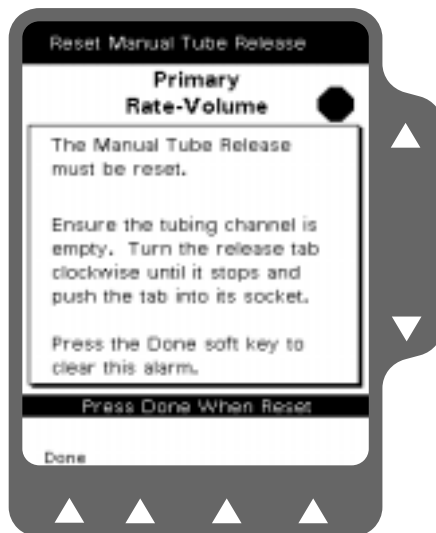 Reset Manual Tube Release
Primary
Rate-Volume
The Manual Tube Release
must be reset.
Ensure the tubing channel is
empty. Turn the release tab
clockwise until it stops and
push the tab into its socket.
Press the Done soft key to
clear this alarm.
Press Done When Reset
Done